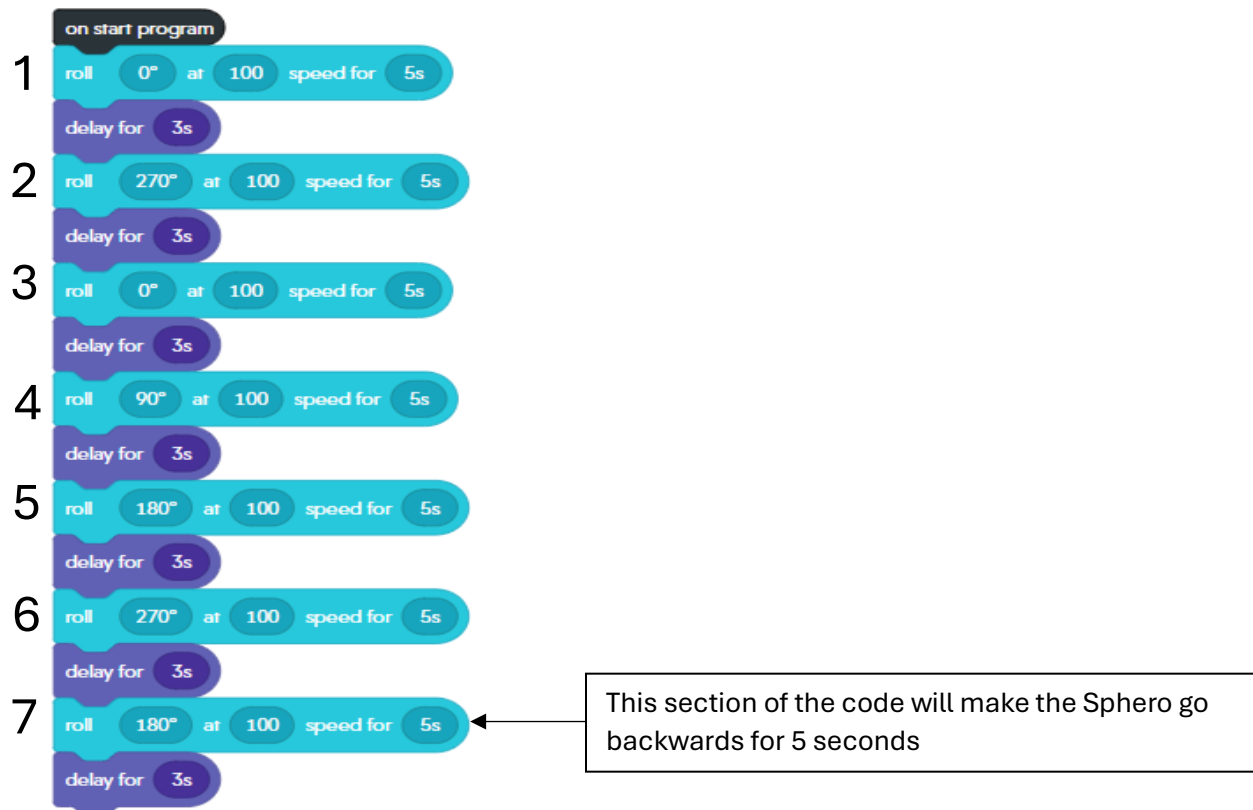 on start program
1 roll 0° at 100 speed for 5s
delay for 3s
2 roll 270° at 100 speed for 5s
delay for 3s
3 roll 0° at 100 speed for 5s
delay for 3s
4 roll 90° at 100 speed for 5s
delay for 3s
5 roll 180° at 100 speed for 5s
delay for 3s
6 roll 270° at 100 speed for 5s
delay for 3s
7 roll 180° at 100 speed for 5s
This section of the code will make the Sphero go
backwards for 5 seconds
delay for 3s